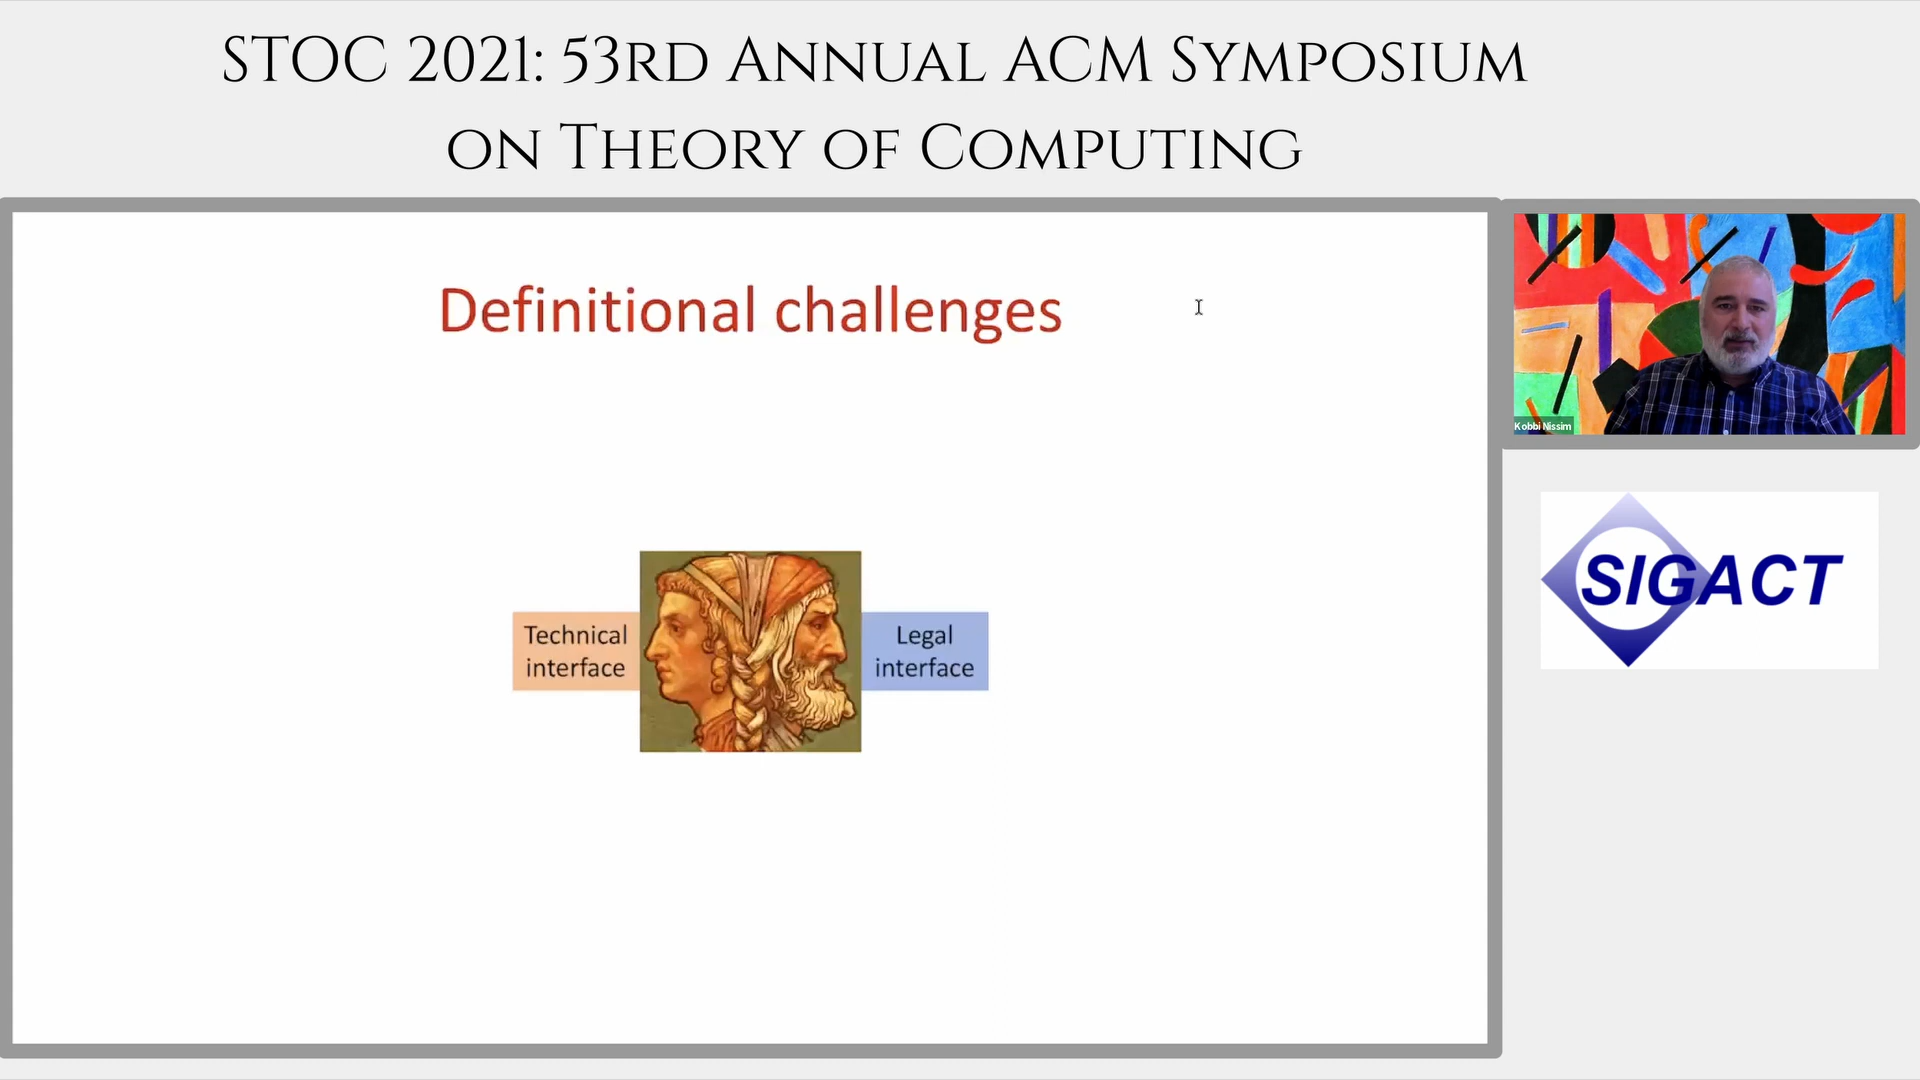 STOC 2021: 53rd Annual ACM Symposium
on Theory of Computing
Definitional challenges
Technical
interface
Legal
interface
Kobbi Nissim
SIGACT